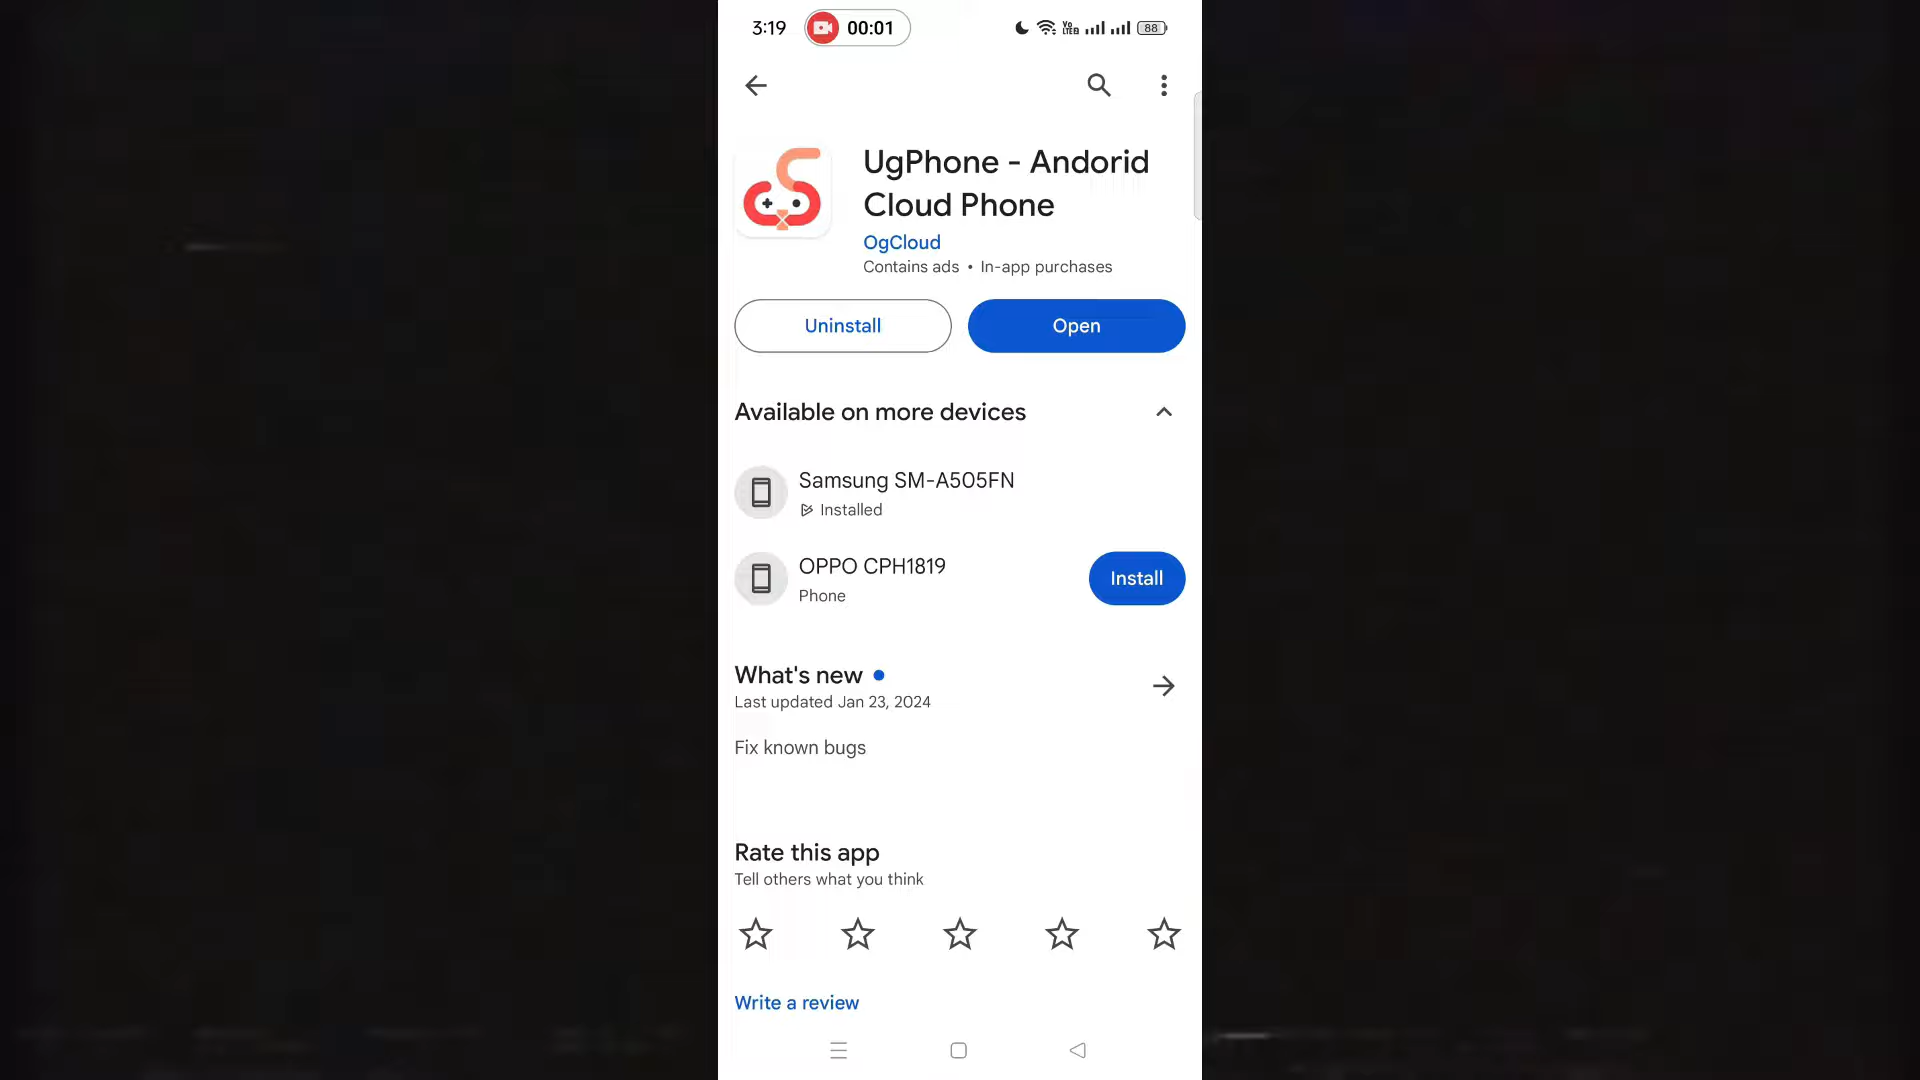 3:19 00:01 Vo LTE2 88
UgPhone - Andorid
Cloud Phone
OgCloud
Contains ads • In-app purchases
Uninstall Open
Available on more devices
Samsung SM-A505FN
Installed
OPPO CPH1819
Phone
Install
What's new
Last updated Jan 23, 2024
Fix known bugs
Rate this app
Tell others what you think
Write a review